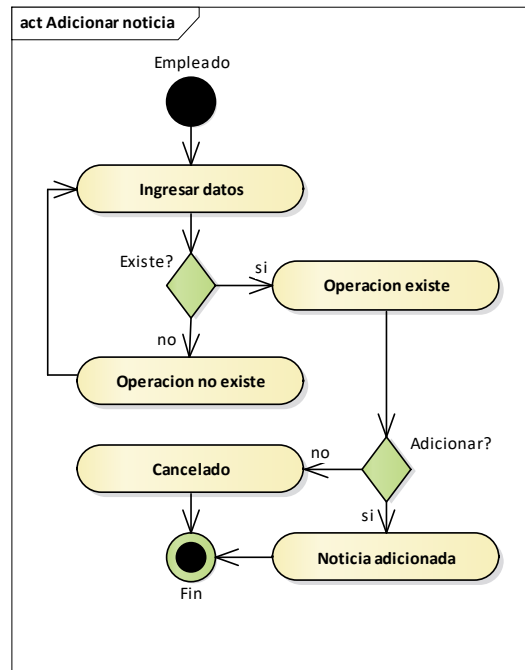 act Adicionar noticia
Empleado
Ingresar datos
Existe?
si
Operacion existe
no
Operacion no existe
Adicionar?
no
Cancelado
si
Noticia adicionada
Fin